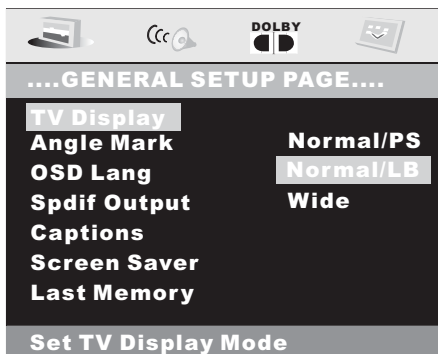 DOLBY
....GENERAL SETUP PAGE....
TV Display
Angle Mark
Normal/PS
OSD Lang
Normal/LB
Spdif Output
Wide
Captions
Screen Saver
Last Memory
Set TV Display Mode